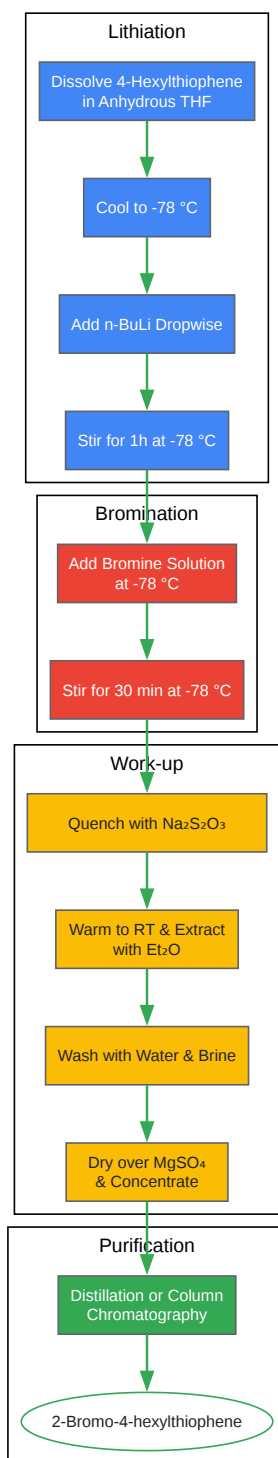 Lithiation
Dissolve 4-Hexylthiophene
in Anhydrous THF
Cool to -78 °C
Add n-BuLi Dropwise
Stir for 1h at -78 °C
Bromination
Add Bromine Solution
at -78 °C
Stir for 30 min at -78 °C
Work-up
Quench with Na₂S₂O₃
Warm to RT & Extract
with Et₂O
Wash with Water & Brine
Dry over MgSO₄
& Concentrate
Purification
Distillation or Column
Chromatography
2-Bromo-4-hexylthiophene